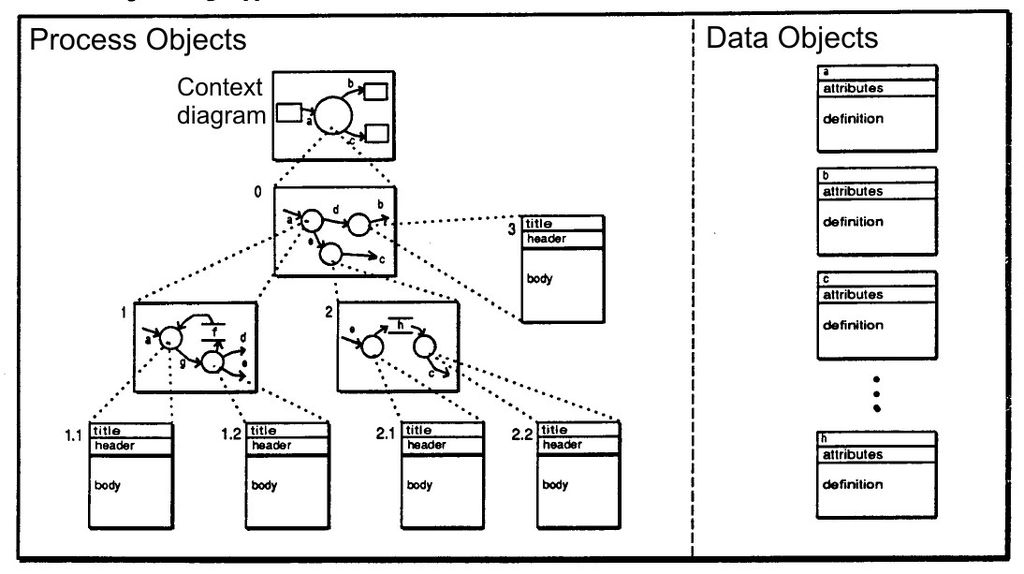 Process Objects
Data Objects
Context
diagram
b
a
c
0
a
d
b
e
c
3
title
header
body
1
a
f
g
d
e
2
e
h
c
1.1
title
header
body
1.2
title
header
body
2.1
title
header
body
2.2
title
header
body
a
attributes
definition
b
attributes
definition
c
attributes
definition
h
attributes
definition